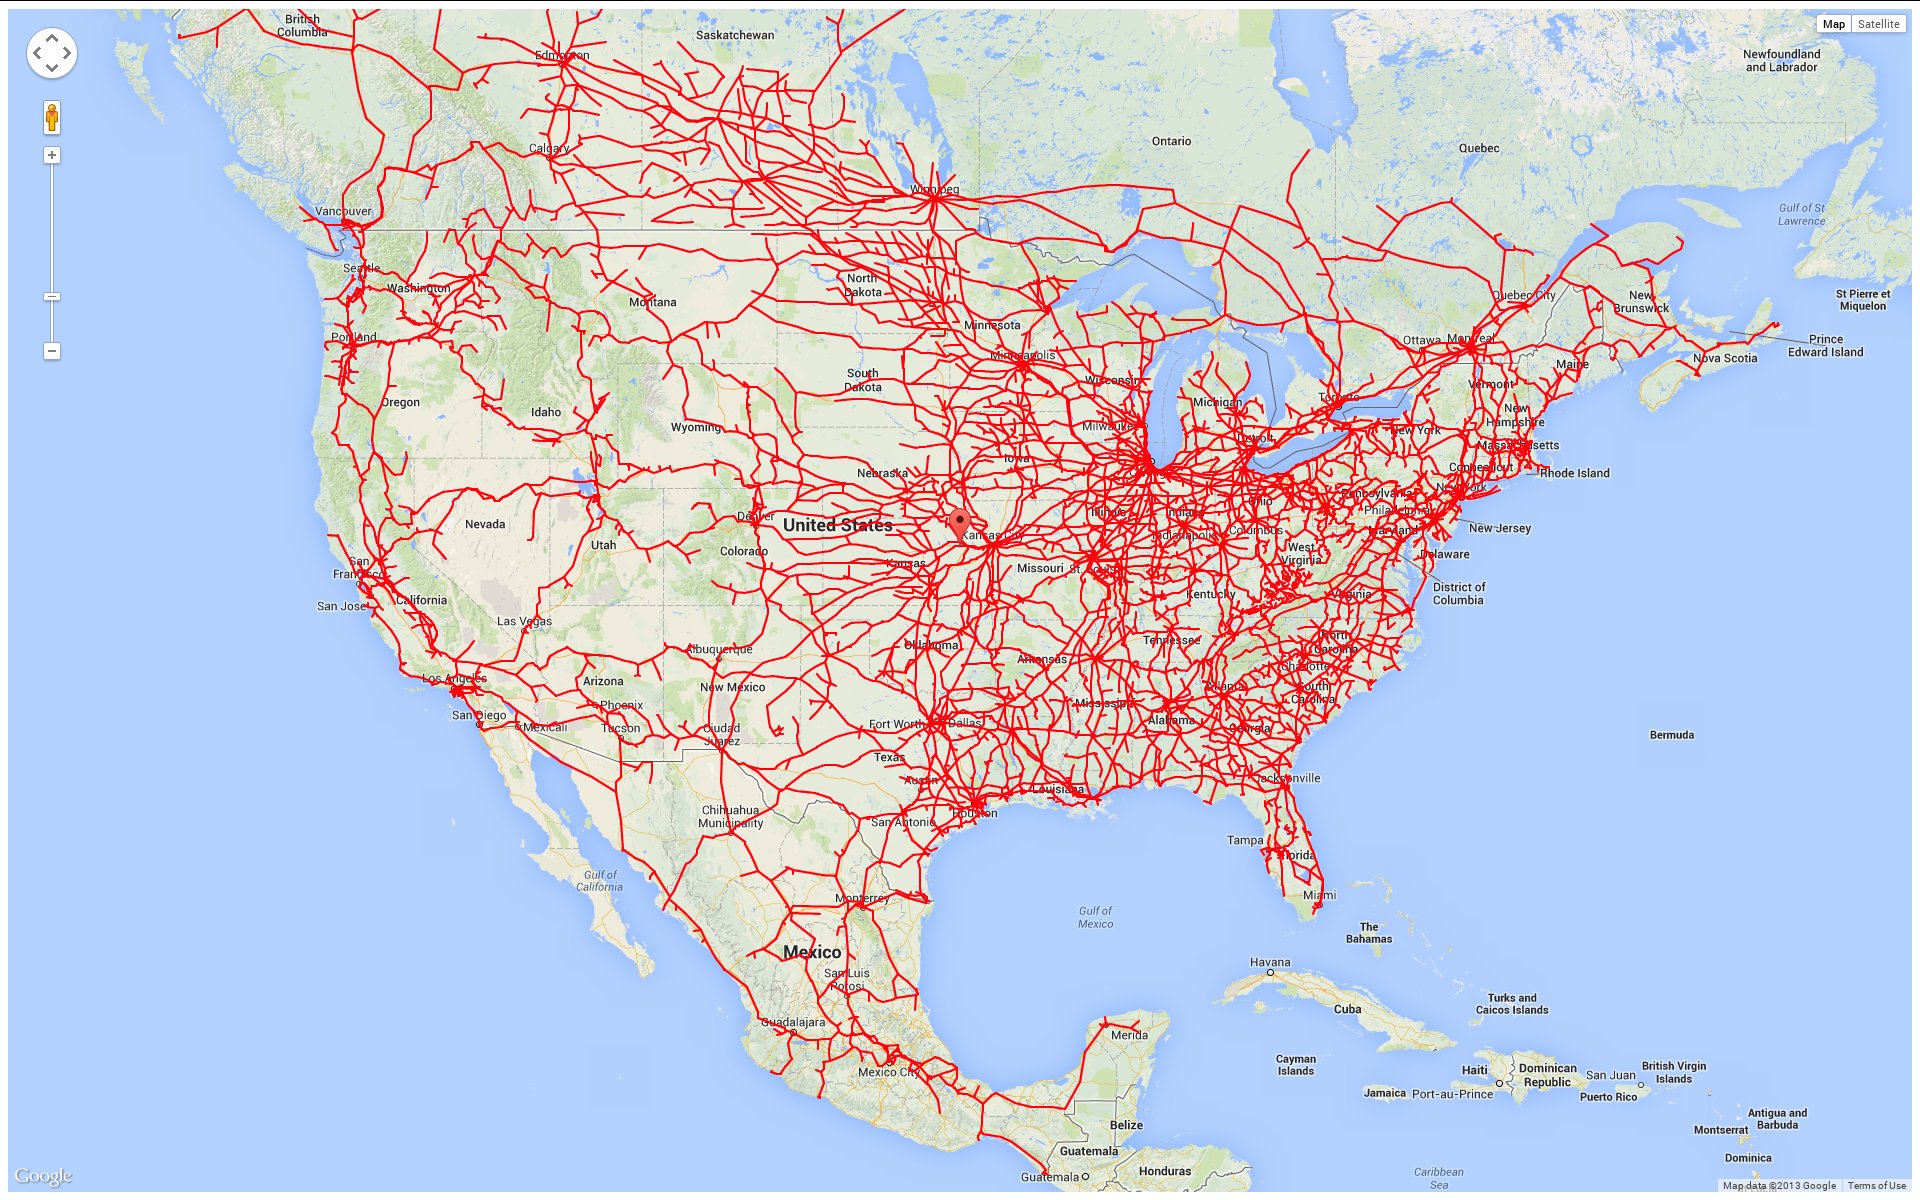 British
Columbia
Saskatchewan
Map
Satellite
Newfoundland
and Labrador
Edmonton
Calgary
Ontario
Quebec
Winnipeg
Vancouver
Gulf of St
Lawrence
Seattle
Washington
Montana
North
Dakota
Minnesota
Quebec City
New
Brunswick
St Pierre et
Miquelon
Portland
Minneapolis
Ottawa
Montreal
Prince
Edward Island
Nova Scotia
Maine
South
Dakota
Wisconsin
Vermont
Oregon
Idaho
Michigan
Toronto
New
Hampshire
Wyoming
Milwaukee
Detroit
New York
Massachusetts
Iowa
Nebraska
Connecticut
Rhode Island
New York
Pennsylvania
Ohio
Nevada
Denver
United States
Illinois
Indiana
Philadelphia
New Jersey
Utah
Colorado
Kansas City
Indianapolis
Columbus
Maryland
West
Virginia
Delaware
San
Francisco
Kansas
Missouri
St. Louis
District of
Columbia
San Jose
California
Kentucky
Virginia
Las Vegas
Albuquerque
Oklahoma
Tennessee
North
Carolina
Arkansas
Charlotte
Los Angeles
Arizona
New Mexico
Atlanta
South
Carolina
Phoenix
Mississippi
San Diego
Mexicali
Tucson
Ciudad
Juarez
Fort Worth
Dallas
Alabama
Georgia
Bermuda
Texas
Austin
Jacksonville
Louisiana
Chihuahua
Municipality
San Antonio
Houston
Tampa
Florida
Gulf of
California
Monterrey
Miami
Gulf of
Mexico
The
Bahamas
Mexico
San Luis
Potosi
Havana
Cuba
Turks and
Caicos Islands
Guadalajara
Merida
Mexico City
Cayman
Islands
Haiti
Dominican
Republic
San Juan
British Virgin
Islands
Jamaica
Port-au-Prince
Puerto Rico
Belize
Antigua and
Barbuda
Montserrat
Guatemala
Dominica
Guatemala
Honduras
Caribbean
Sea
Google
Map data ©2013 Google
Terms of Use